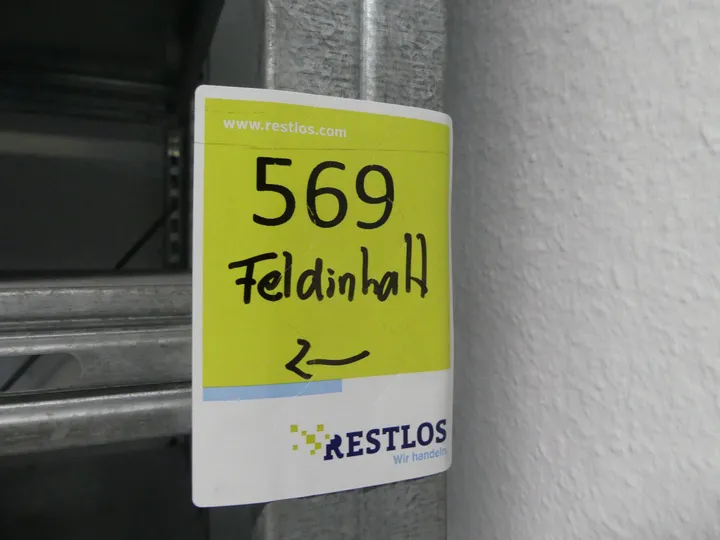 www.restlos.com
569
Feldinhalt
←
RESTLOS
Wir handeln